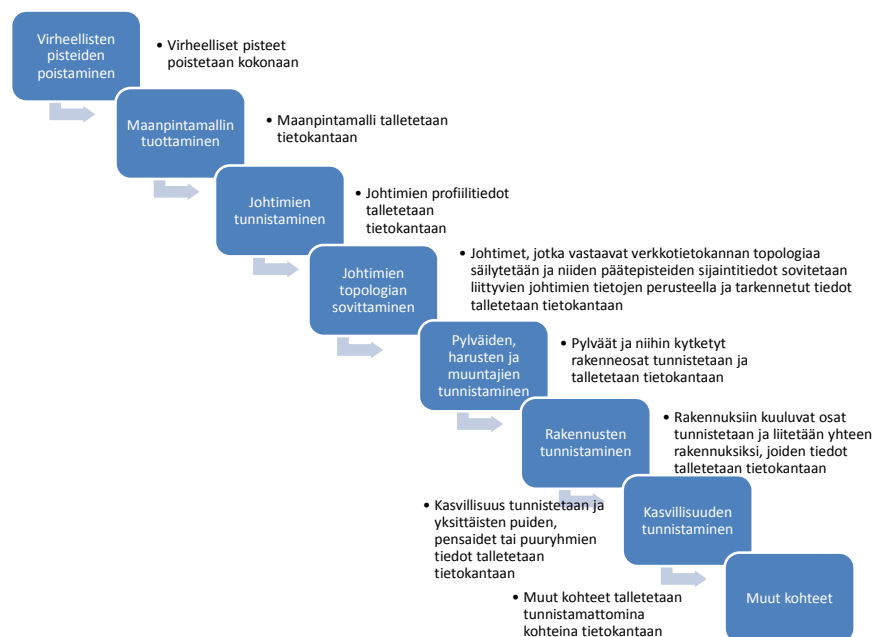 Virheellisten
pisteiden
poistaminen
• Virheelliset pisteet
poistetaan kokonaan
Maanpintamallin
tuottaminen
• Maanpintamalli talletetaan
tietokantaan
Johtimien
tunnistaminen
• Johtimien profiilitiedot
talletetaan
tietokantaan
Johtimien
topologian
sovittaminen
• Johtimet, jotka vastaavat verkkotietokannan topologiaa
säilytetään ja niiden päätepisteiden sijaintitiedot sovitetaan
liittyvien johtimien tietojen perusteella ja tarkennetut tiedot
talletetaan tietokantaan
Pylväiden,
harusten ja
muuntajien
tunnistaminen
• Pylväät ja niihin kytketyt
rakenneosat tunnistetaan ja
talletetaan tietokantaan
Rakennusten
tunnistaminen
• Rakennuksiin kuuluvat osat
tunnistetaan ja liitetään yhteen
rakennuksiksi, joiden tiedot
talletetaan tietokantaan
Kasvillisuuden
tunnistaminen
• Kasvillisuus tunnistetaan ja
yksittäisten puiden,
pensaidet tai puuryhmien
tiedot talletetaan
tietokantaan
Muut kohteet
• Muut kohteet talletetaan
tunnistamattomina
kohteina tietokantaan